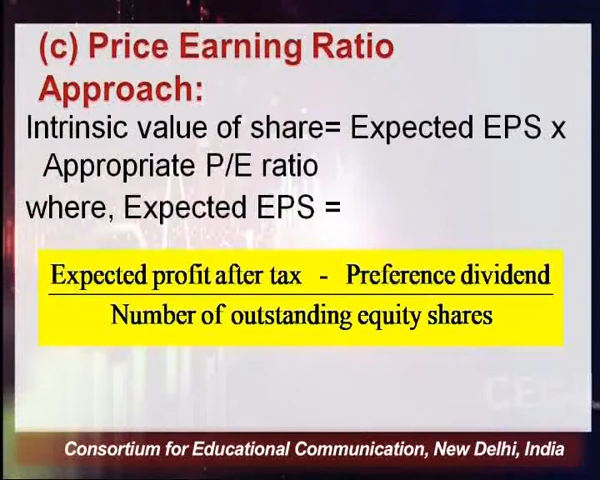 (c) Price Earning Ratio
Approach:
Intrinsic value of share= Expected EPS x
Appropriate P/E ratio
where, Expected EPS =
Expected profit after tax - Preference dividend
Number of outstanding equity shares
Consortium for Educational Communication, New Delhi, India